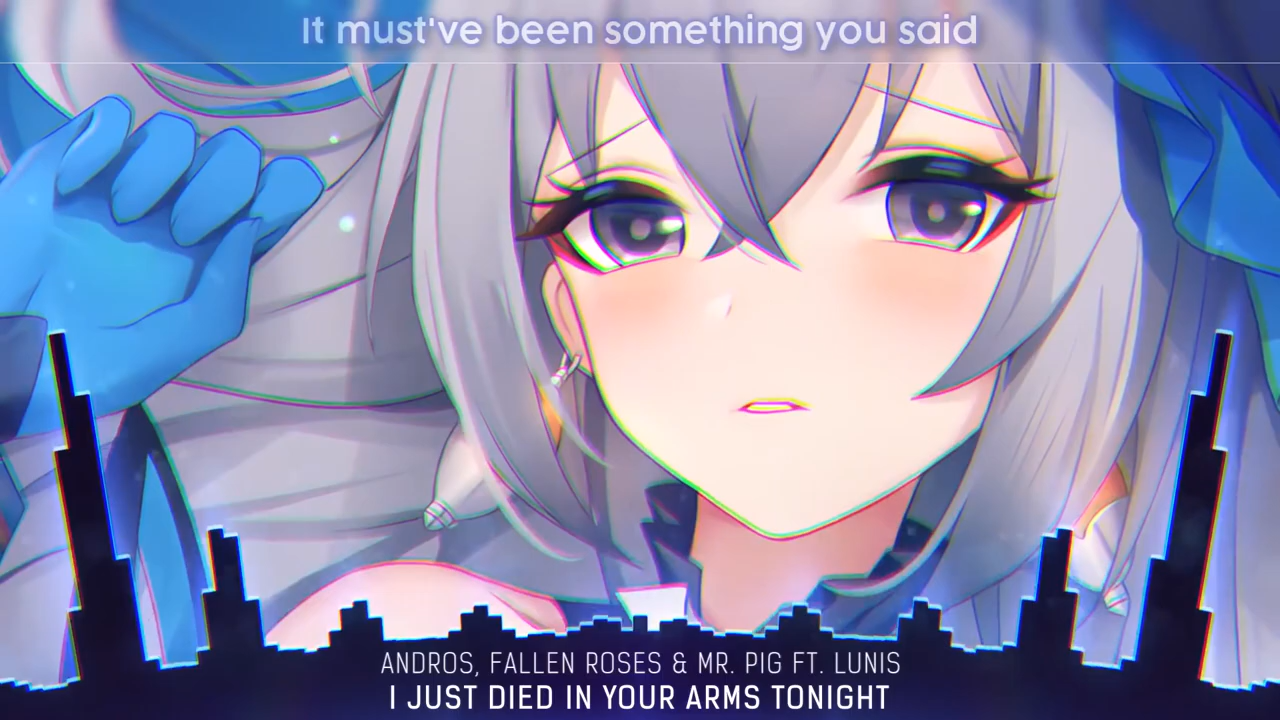 It must've been something you said
ANDROS, FALLEN ROSES & MR. PIG FT. LUNIS
I JUST DIED IN YOUR ARMS TONIGHT